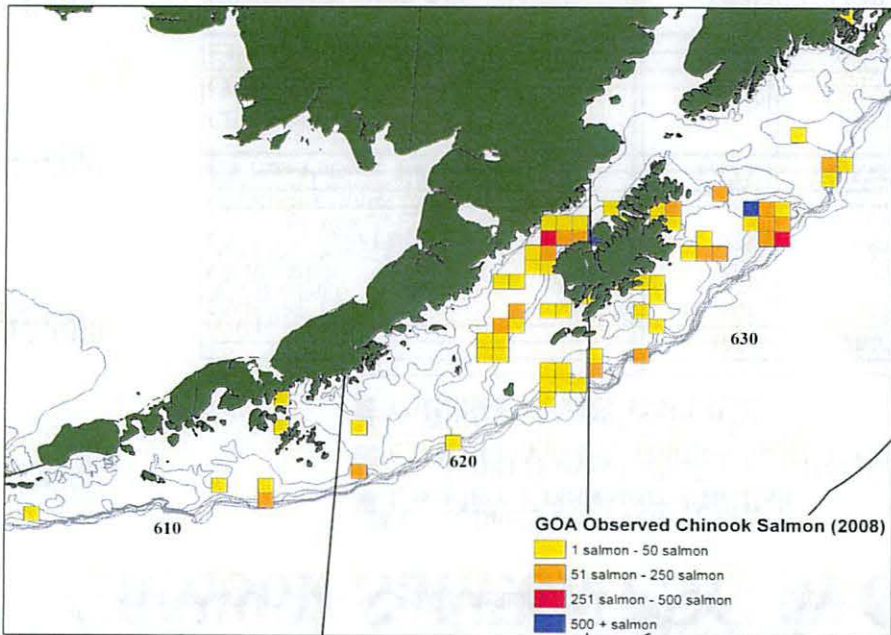 630
620
610
GOA Observed Chinook Salmon (2008)
1 salmon - 50 salmon
51 salmon - 250 salmon
251 salmon - 500 salmon
500 + salmon